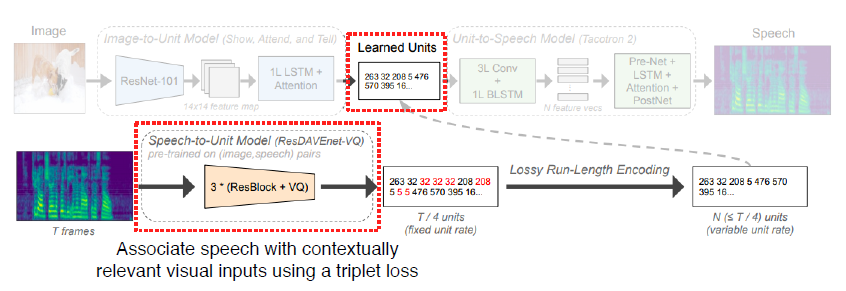 Image
Image-to-Unit Model (Show, Attend, and Tell)
ResNet-101
14x14 feature map
1L LSTM +
Attention
Learned Units
263 32 208 5 476
570 395 16...
Unit-to-Speech Model (Tacotron 2)
3L Conv
+
1L BLSTM
N feature vecs
Pre-Net +
LSTM +
Attention +
PostNet
Speech
Speech-to-Unit Model (ResDAVEnet-VQ)
pre-trained on (image,speech) pairs
3 * (ResBlock + VQ)
T frames
263 32 32 32 32 208 208
5 5 5 476 570 395 16...
T / 4 units
(fixed unit rate)
Lossy Run-Length Encoding
263 32 208 5 476 570
395 16...
N (≤ T / 4) units
(variable unit rate)
Associate speech with contextually
relevant visual inputs using a triplet loss